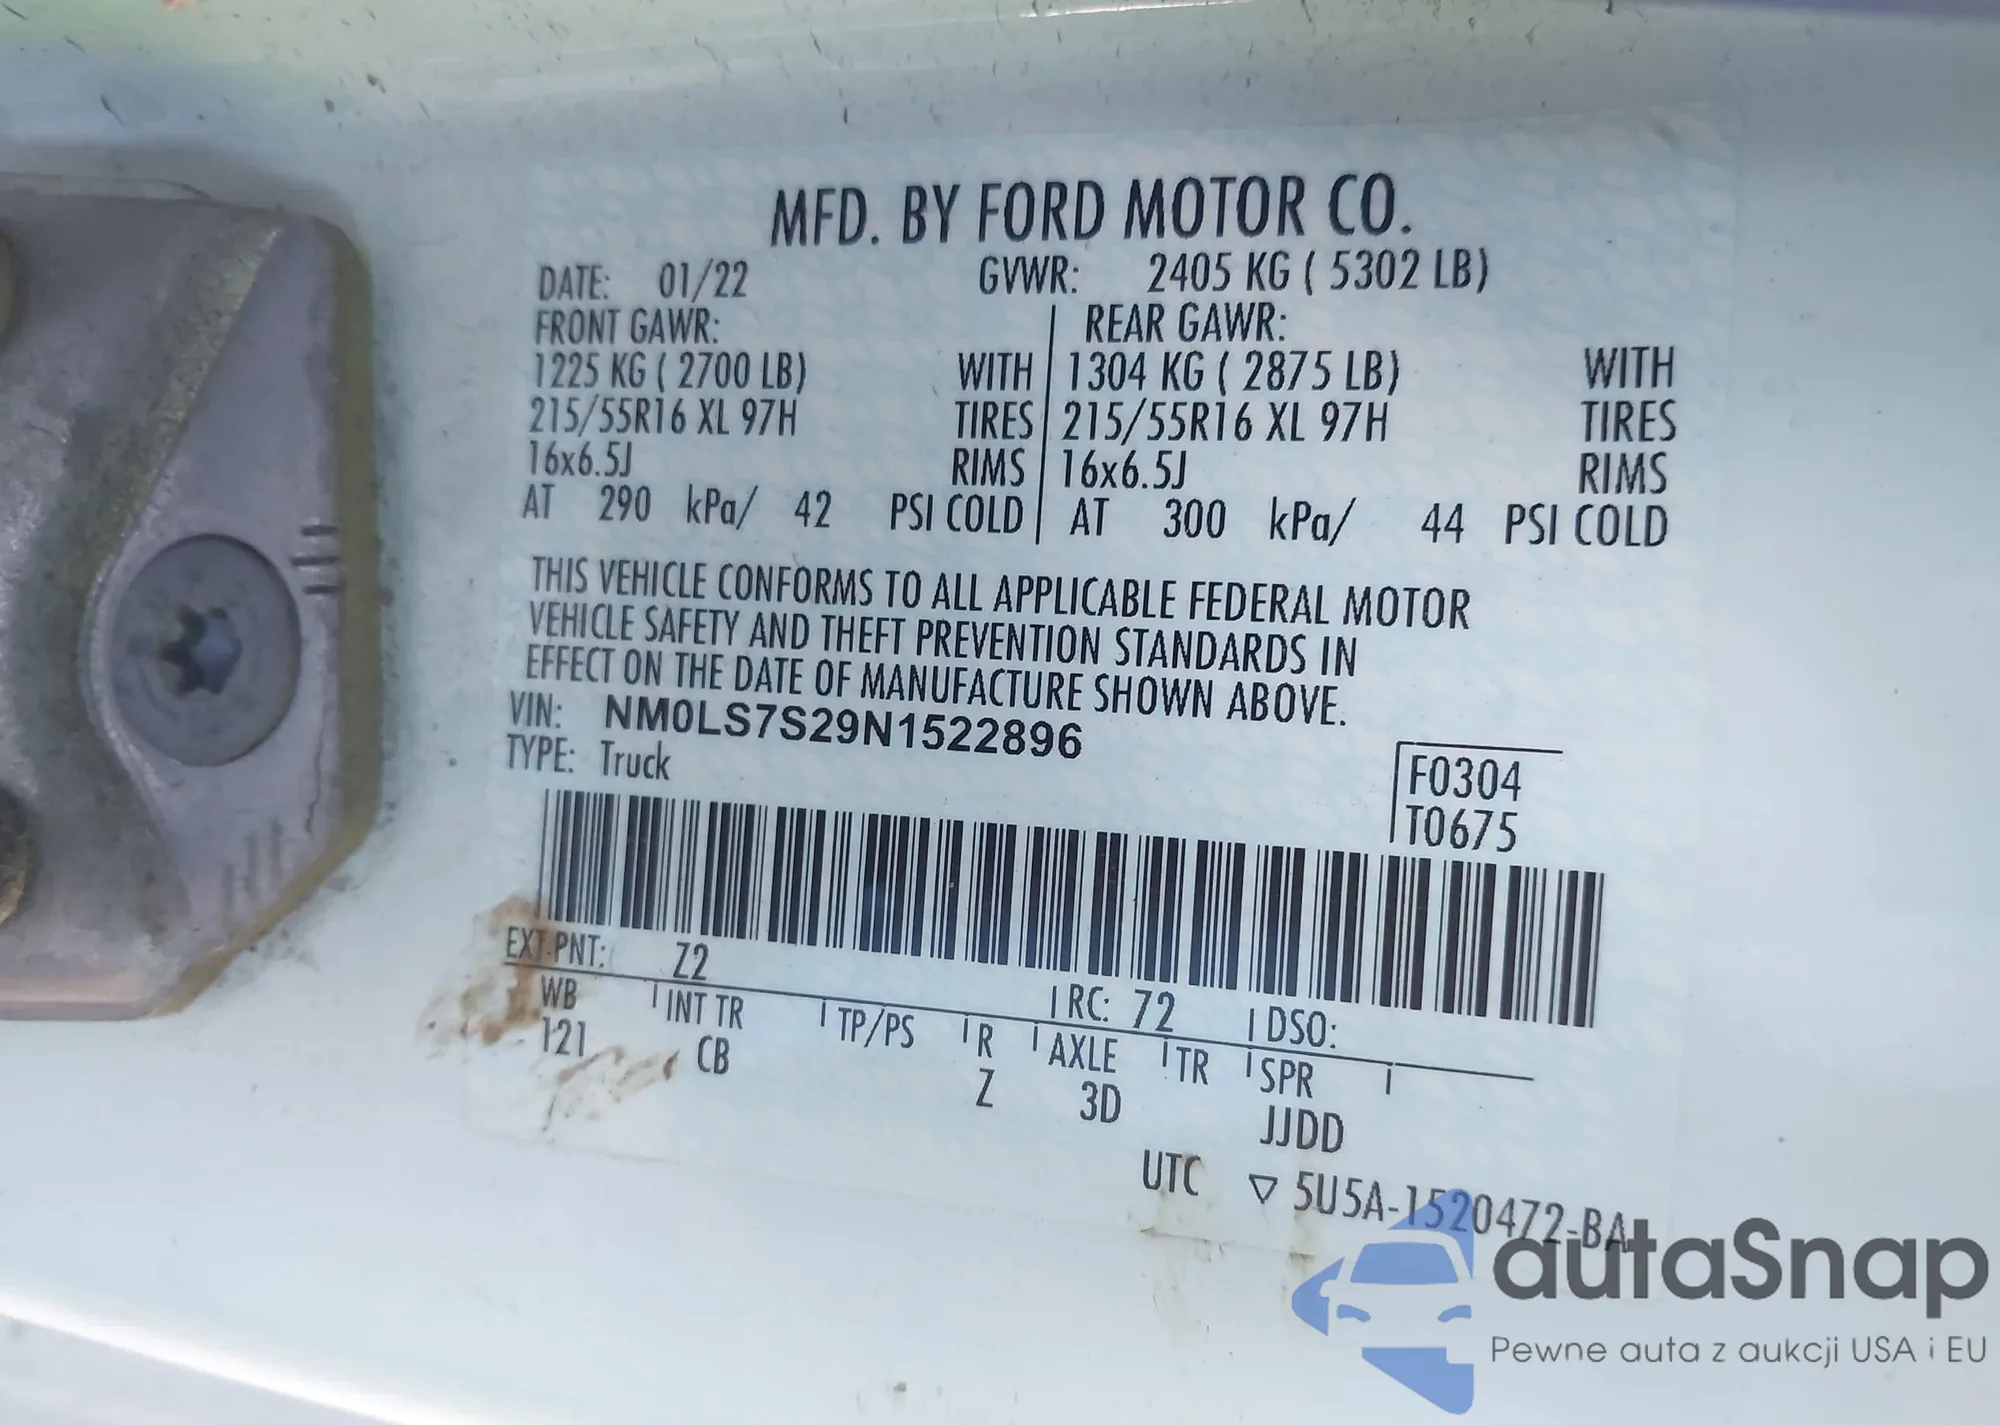 MFD. BY FORD MOTOR CO.
DATE: 01/22 GVWR: 2405 KG ( 5302 LB)
FRONT GAWR: REAR GAWR:
1225 KG ( 2700 LB) WITH 1304 KG ( 2875 LB) WITH
215/55R16 XL 97H TIRES 215/55R16 XL 97H TIRES
16x6.5J RIMS 16x6.5J RIMS
AT 290 kPa/ 42 PSI COLD AT 300 kPa/ 44 PSI COLD
THIS VEHICLE CONFORMS TO ALL APPLICABLE FEDERAL MOTOR
VEHICLE SAFETY AND THEFT PREVENTION STANDARDS IN
EFFECT ON THE DATE OF MANUFACTURE SHOWN ABOVE.
VIN: NM0LS7S29N1522896
TYPE: Truck
F0304
T0675
EXT PNT: Z2 RC: 72 DSO:
WB INT TR TP/PS R AXLE TR SPR
121 CB Z 3D JJDD
UTC ▽ 5U5A-1520472-BA
autaSnap
Pewne auta z aukcji USA i EU